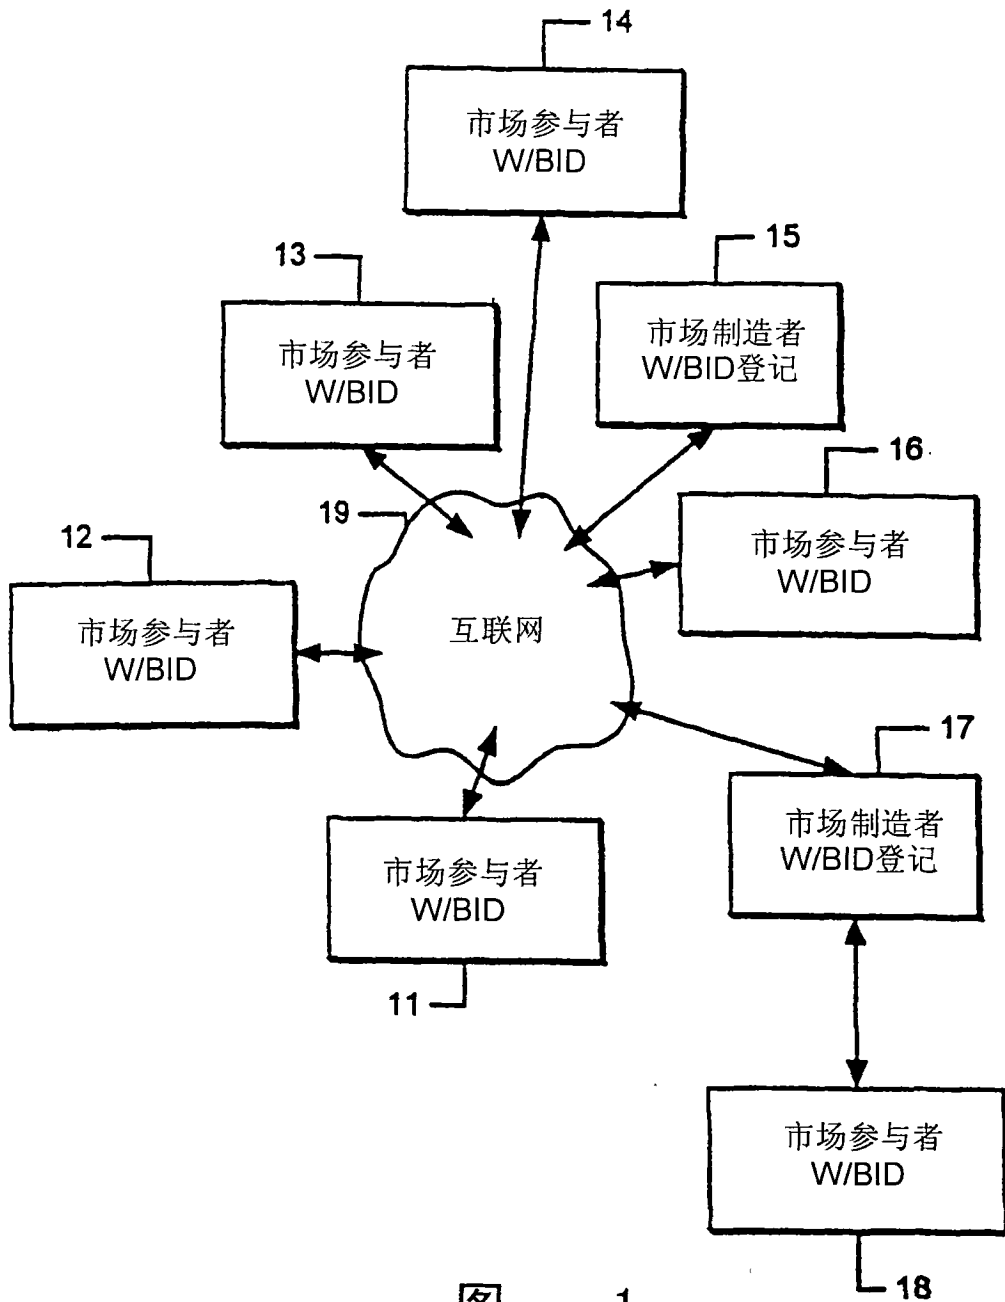 14
市场参与者
W/BID
13
市场参与者
W/BID
15
市场制造者
W/BID登记
16
市场参与者
W/BID
19
12
市场参与者
W/BID
互联网
17
市场制造者
W/BID登记
市场参与者
W/BID
11
市场参与者
W/BID
18
图 1